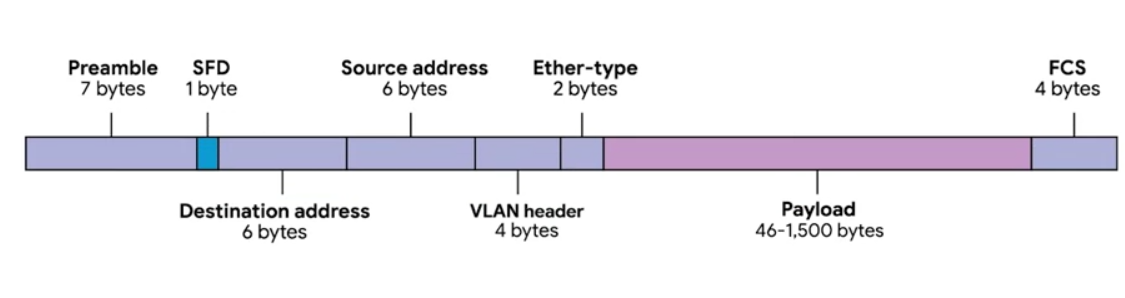 Preamble
7 bytes
SFD
1 byte
Source address
6 bytes
Ether-type
2 bytes
FCS
4 bytes
Destination address
6 bytes
VLAN header
4 bytes
Payload
46-1,500 bytes